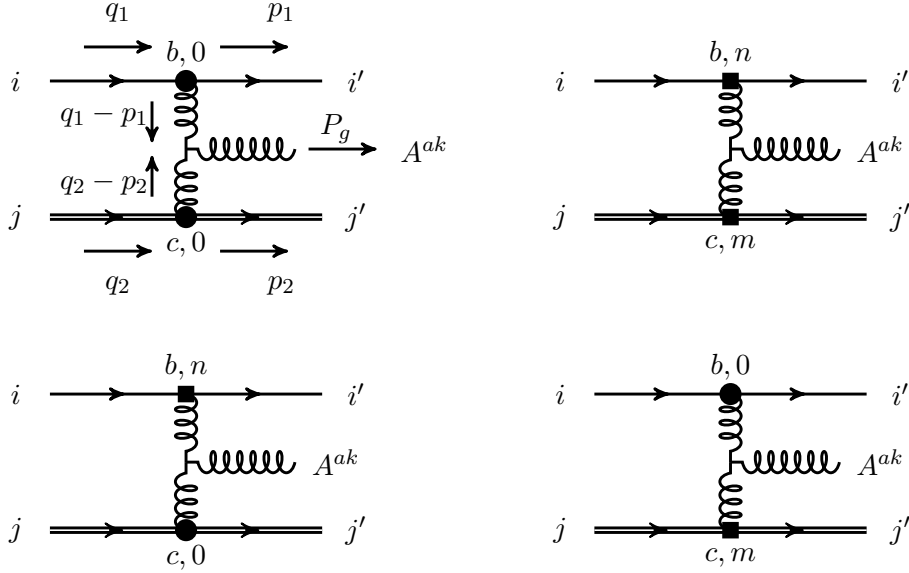 q₁ p₁
b, 0 b, n
i i′ i i′
q₁ − p₁
P_g
A^{ak} A^{ak}
q₂ − p₂
j j′ j j′
c, 0 c, m
q₂ p₂
b, n b, 0
i i′ i i′
A^{ak} A^{ak}
j j′ j j′
c, 0 c, m